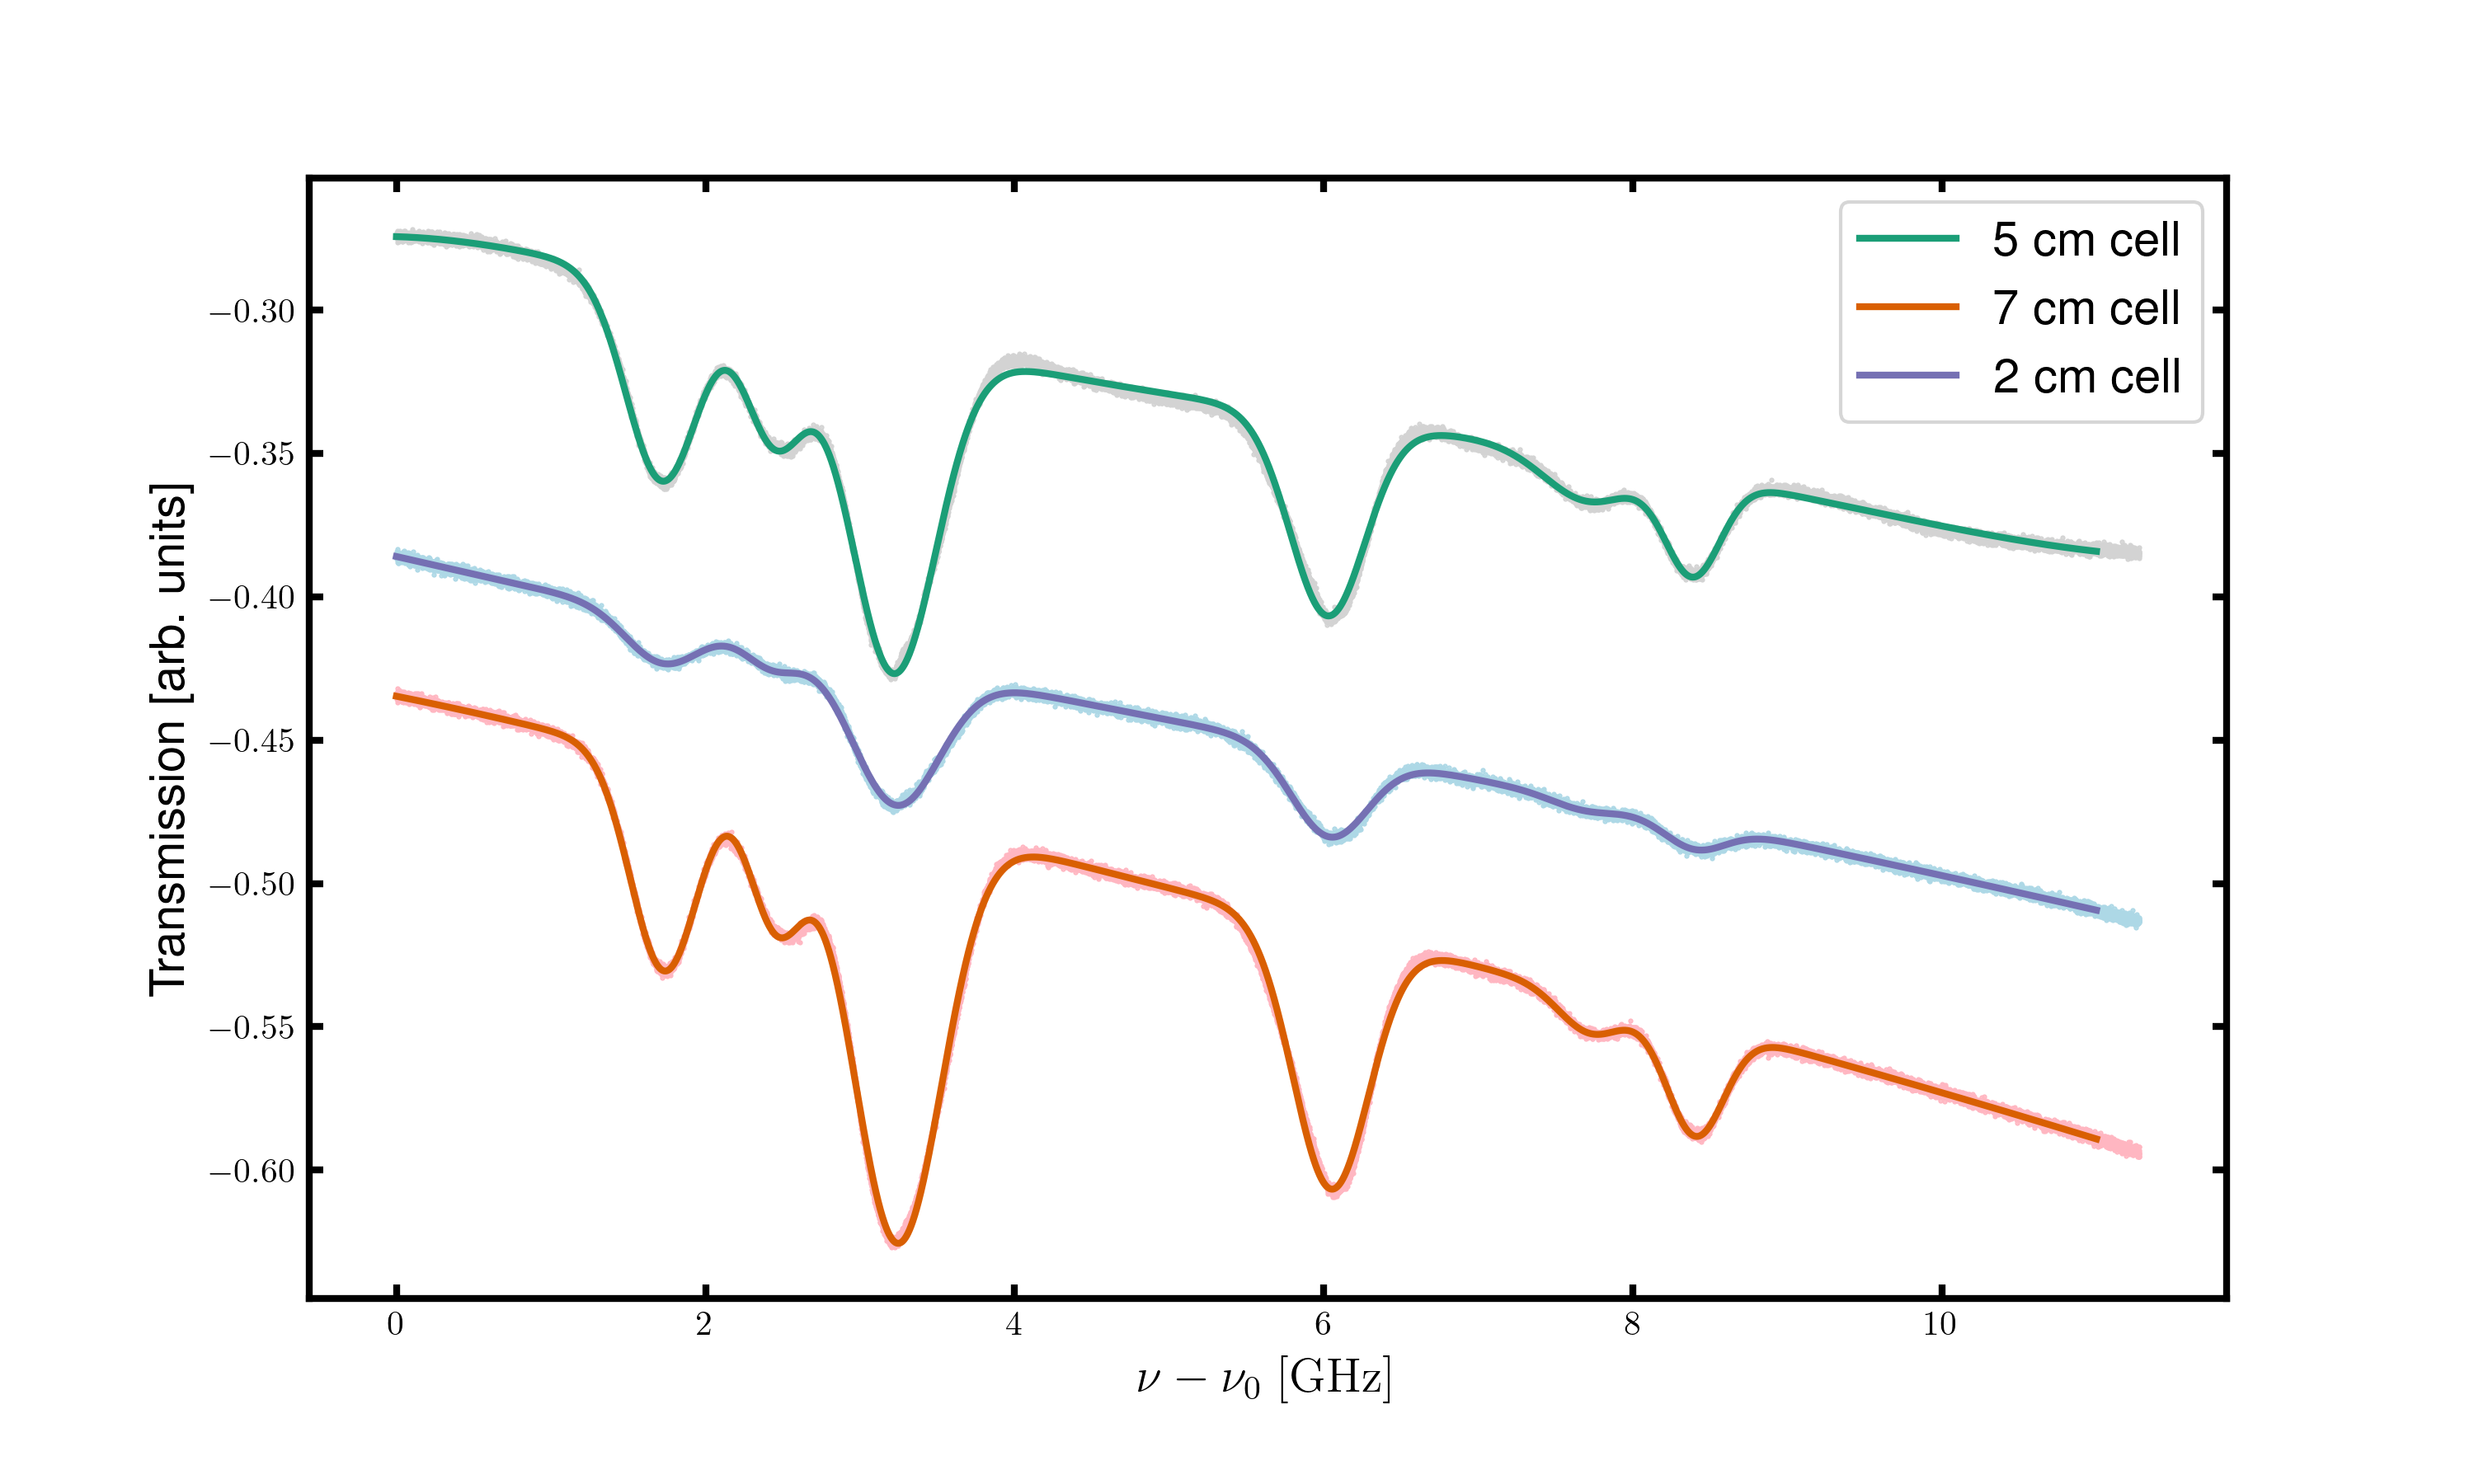 5 cm cell
7 cm cell
2 cm cell
Transmission [arb. units]
−0.30
−0.35
−0.40
−0.45
−0.50
−0.55
−0.60
0 2 4 6 8 10
ν − ν₀ [GHz]